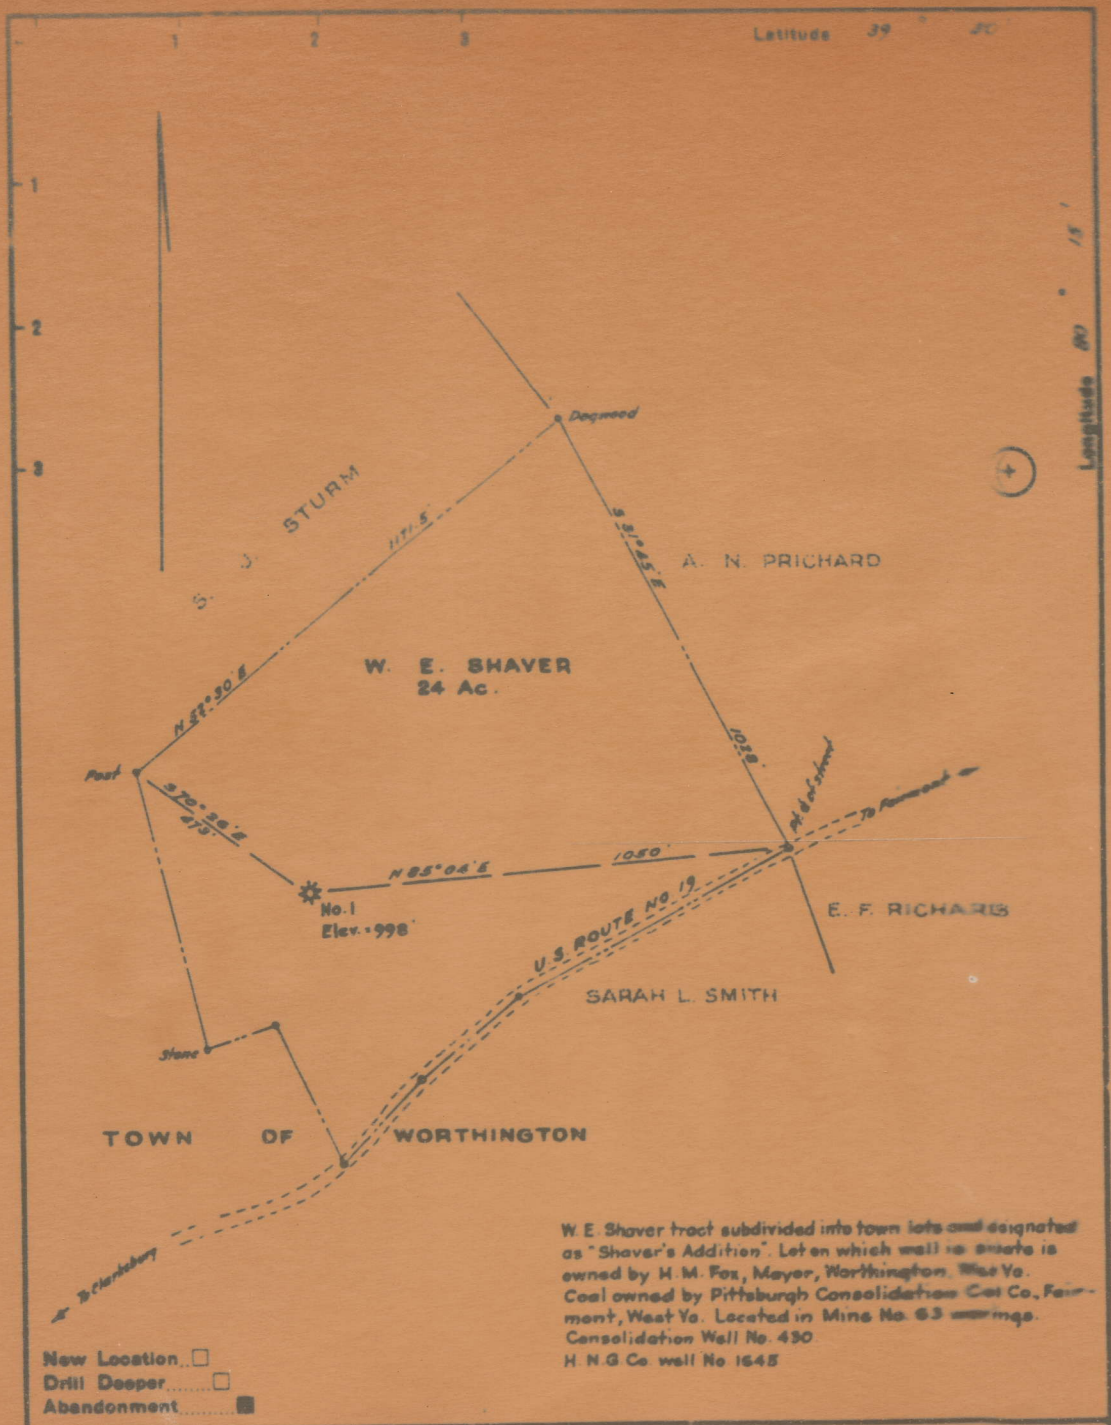 1 2 3 Latitude 39 ° 30'
1
2
3
Longitude 80 ° 15'
Dogwood
S. J. STURM
1171.5'
S 31° 45' E
A. N. PRICHARD
W. E. SHAVER
24 Ac.
N 52° 30' E
1028'
Post
S 70° 36' E
473'
To Fairmont
N 85° 04' E
1050'
No. 1
Elev. = 998'
U.S. ROUTE NO. 19
E. F. RICHARDS
SARAH L. SMITH
Stone
TOWN OF WORTHINGTON
To Clarksburg
W. E. Shaver tract subdivided into town lots and designated
as "Shaver's Addition". Lot on which well is situate is
owned by H. M. Fox, Mayor, Worthington, West Va.
Coal owned by Pittsburgh Consolidation Coal Co., Fair-
mont, West Va. Located in Mine No. 63 workings.
Consolidation Well No. 430
H. N. G. Co. well No. 1645
New Location
Drill Deeper
Abandonment